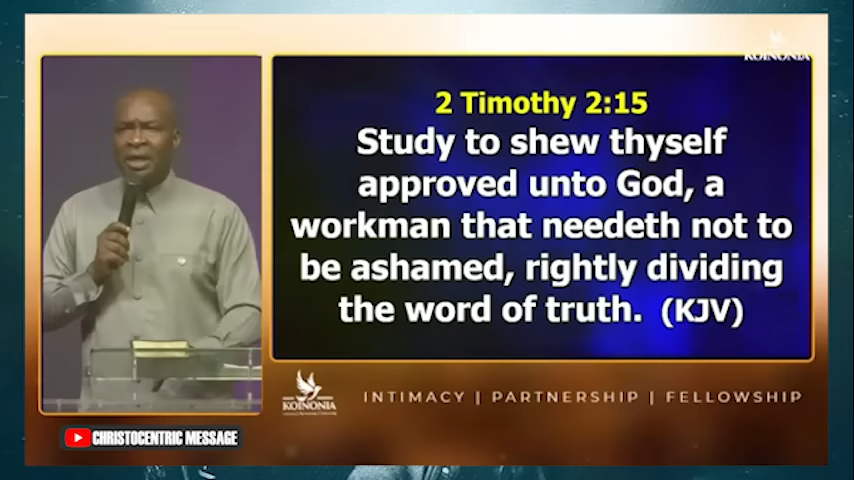 KOINONIA
2 Timothy 2:15
Study to shew thyself
approved unto God, a
workman that needeth not to
be ashamed, rightly dividing
the word of truth. (KJV)
KOINONIA
INTIMACY | PARTNERSHIP | FELLOWSHIP
CHRISTOCENTRIC MESSAGE